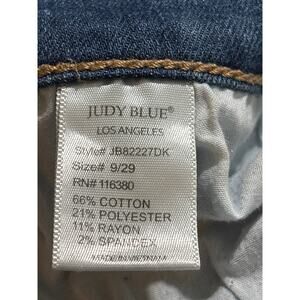 JUDY BLUE®
LOS ANGELES
Style# JB82227DK
Size# 9/29
RN# 116380
66% COTTON
21% POLYESTER
11% RAYON
2% SPANDEX
MADE IN VIETNAM